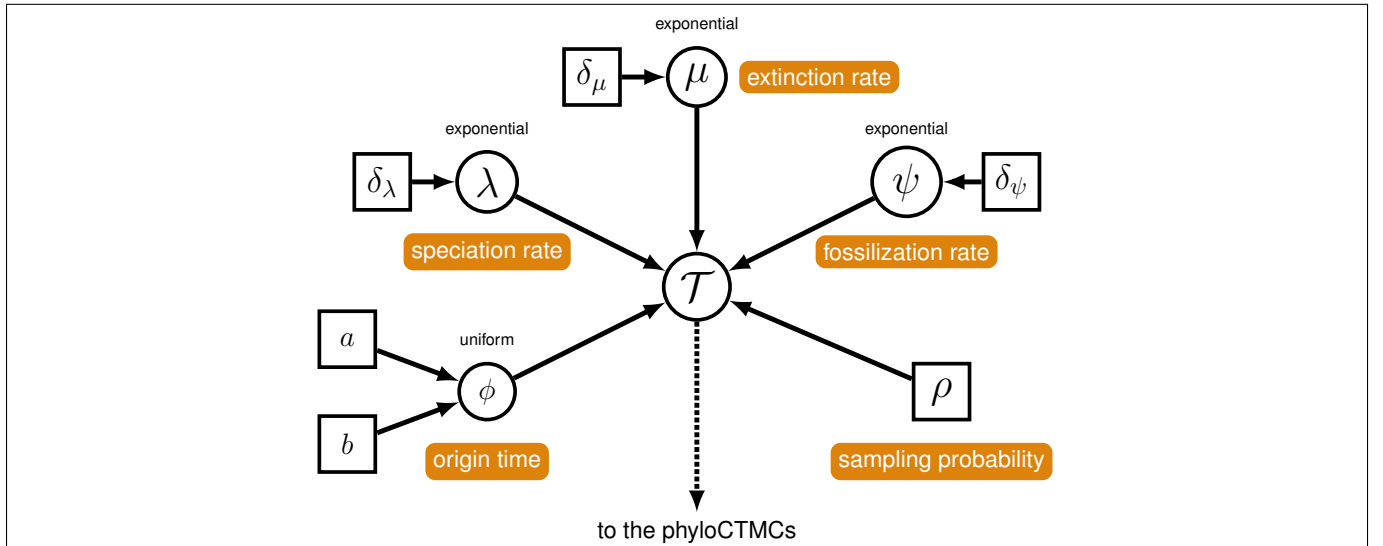 exponential
δ_μ
μ
extinction rate
exponential
exponential
δ_λ
λ
ψ
δ_ψ
speciation rate
fossilization rate
𝒯
a
uniform
b
ϕ
ρ
origin time
sampling probability
to the phyloCTMCs